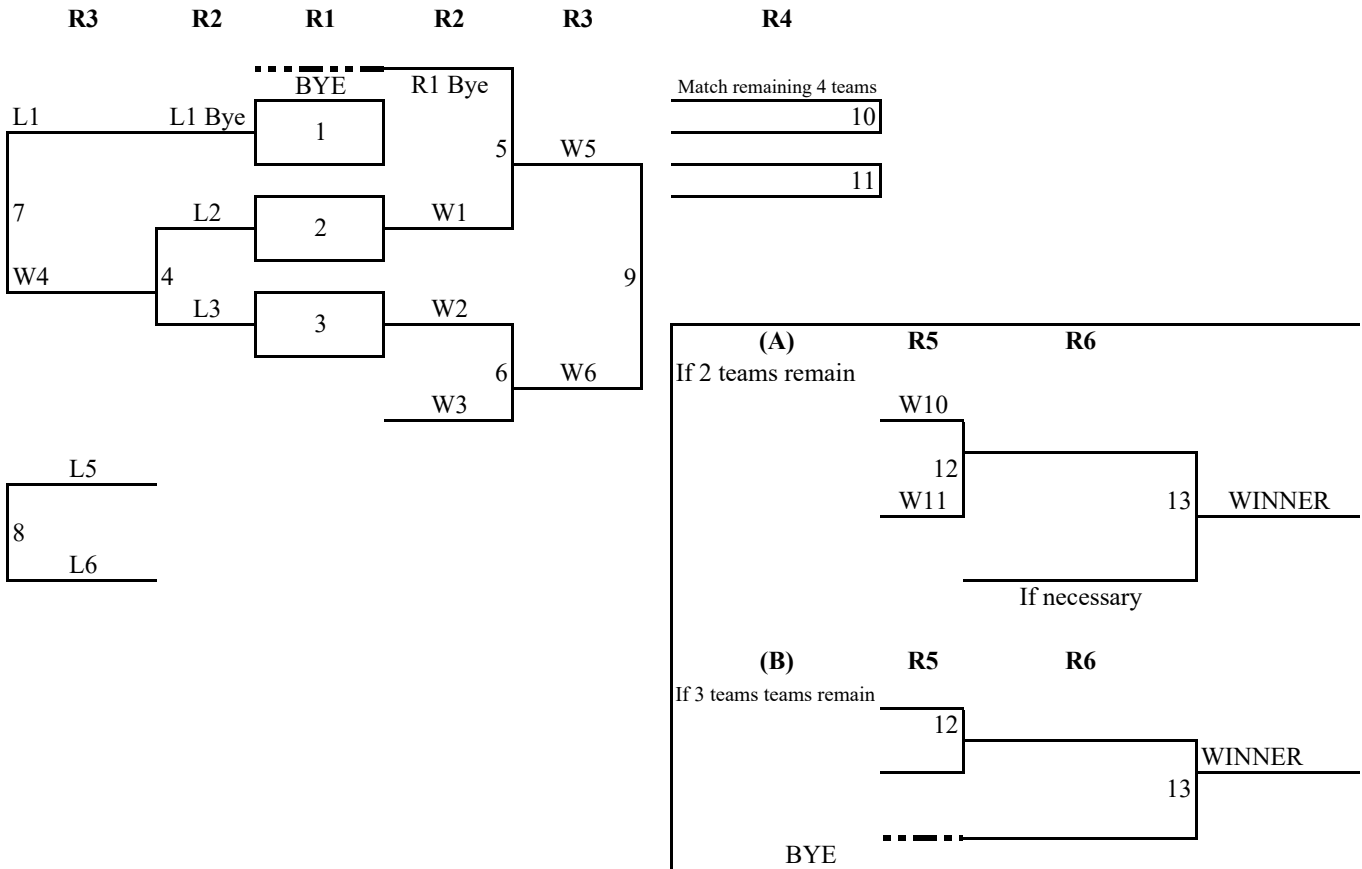 R3 R2 R1 R2 R3 R4
BYE R1 Bye Match remaining 4 teams
L1 L1 Bye 1 10
5 W5
11
7 L2 2 W1
W4 4 9
L3 3 W2
(A) R5 R6
6 W6 If 2 teams remain
W3 W10
L5 12
W11 13 WINNER
8
L6
If necessary
(B) R5 R6
If 3 teams teams remain
12
WINNER
13
BYE